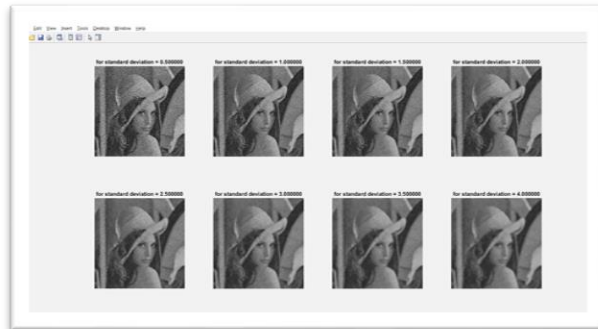 Edit View Insert Tools Desktop Window Help
for standard deviation = 0.500000 for standard deviation = 1.000000 for standard deviation = 1.500000 for standard deviation = 2.000000
for standard deviation = 2.500000 for standard deviation = 3.000000 for standard deviation = 3.500000 for standard deviation = 4.000000